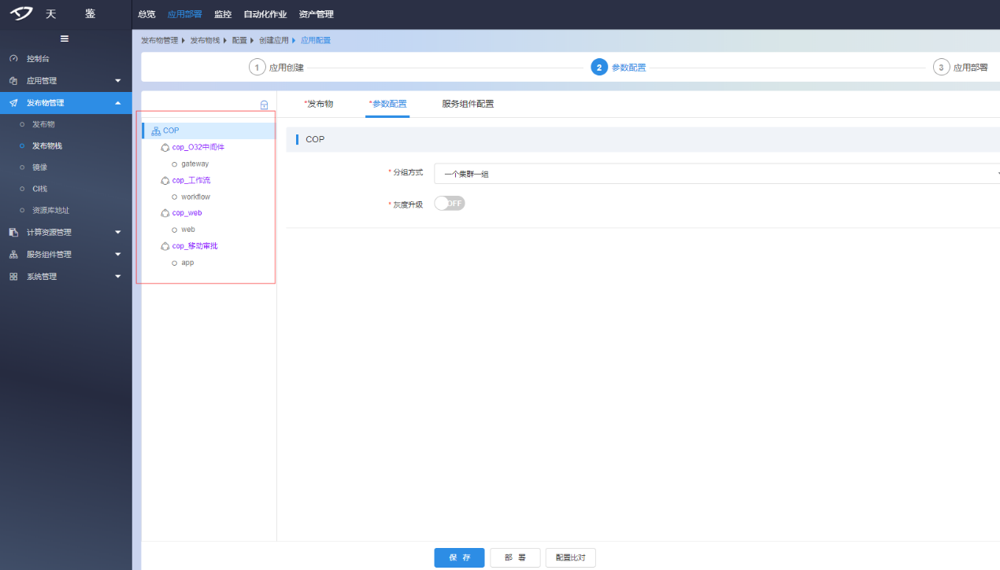 天 鉴
总览 应用部署 监控 自动化作业 资产管理
控制台
应用管理
发布物管理
发布物
发布物栈
镜像
CI栈
资源库地址
计算资源管理
服务组件管理
系统管理
发布物管理 发布物栈 配置 创建应用 应用配置
1 应用创建
2 参数配置
3 应用部署
COP
cop_O32中间件
gateway
cop_工作流
workflow
cop_web
web
cop_移动审批
app
*发布物 *参数配置 服务组件配置
COP
* 分组方式 一个集群一组
* 灰度升级 OFF
保 存 部 署 配置比对